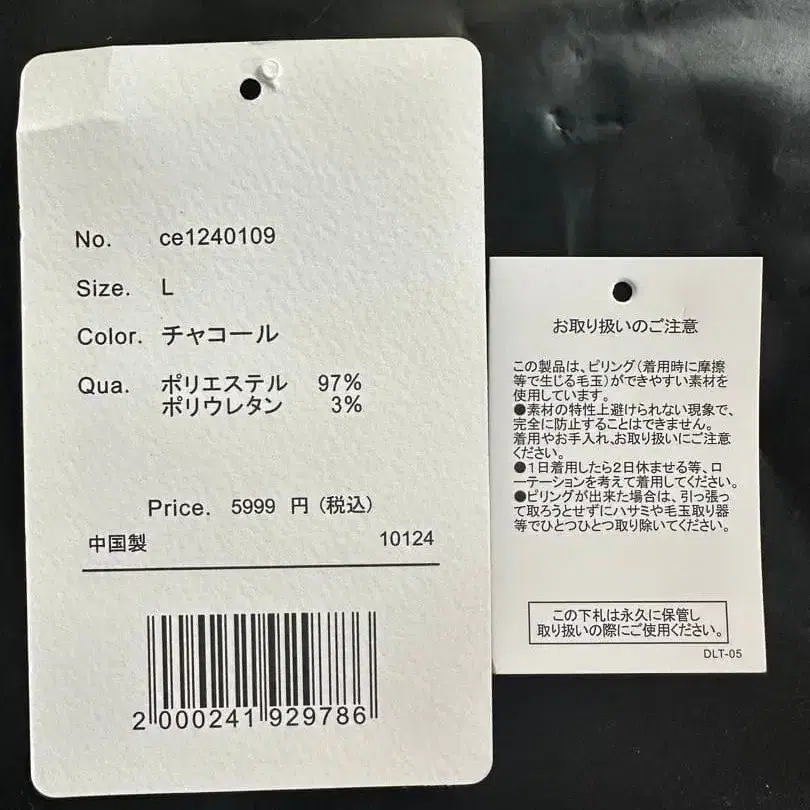 No. ce1240109
Size. L
Color. チャコール
Qua. ポリエステル 97%
ポリウレタン 3%
Price. 5999 円(税込)
中国製 10124
2 000241 929786
お取り扱いのご注意
この製品は、ピリング(着用時に摩擦
等で生じる毛玉)ができやすい素材を
使用しています。
●素材の特性上避けられない現象で、
完全に防止することはできません。
着用やお手入れ、お取り扱いにご注意
ください。
●1日着用したら2日休ませる等、ロ
ーテーションを考えて着用してください。
●ピリングが出来た場合は、引っ張っ
て取ろうとせずにハサミや毛玉取り器
等でひとつひとつ取り除いてください。
この下札は永久に保管し
取り扱いの際にご使用ください。
DLT-05